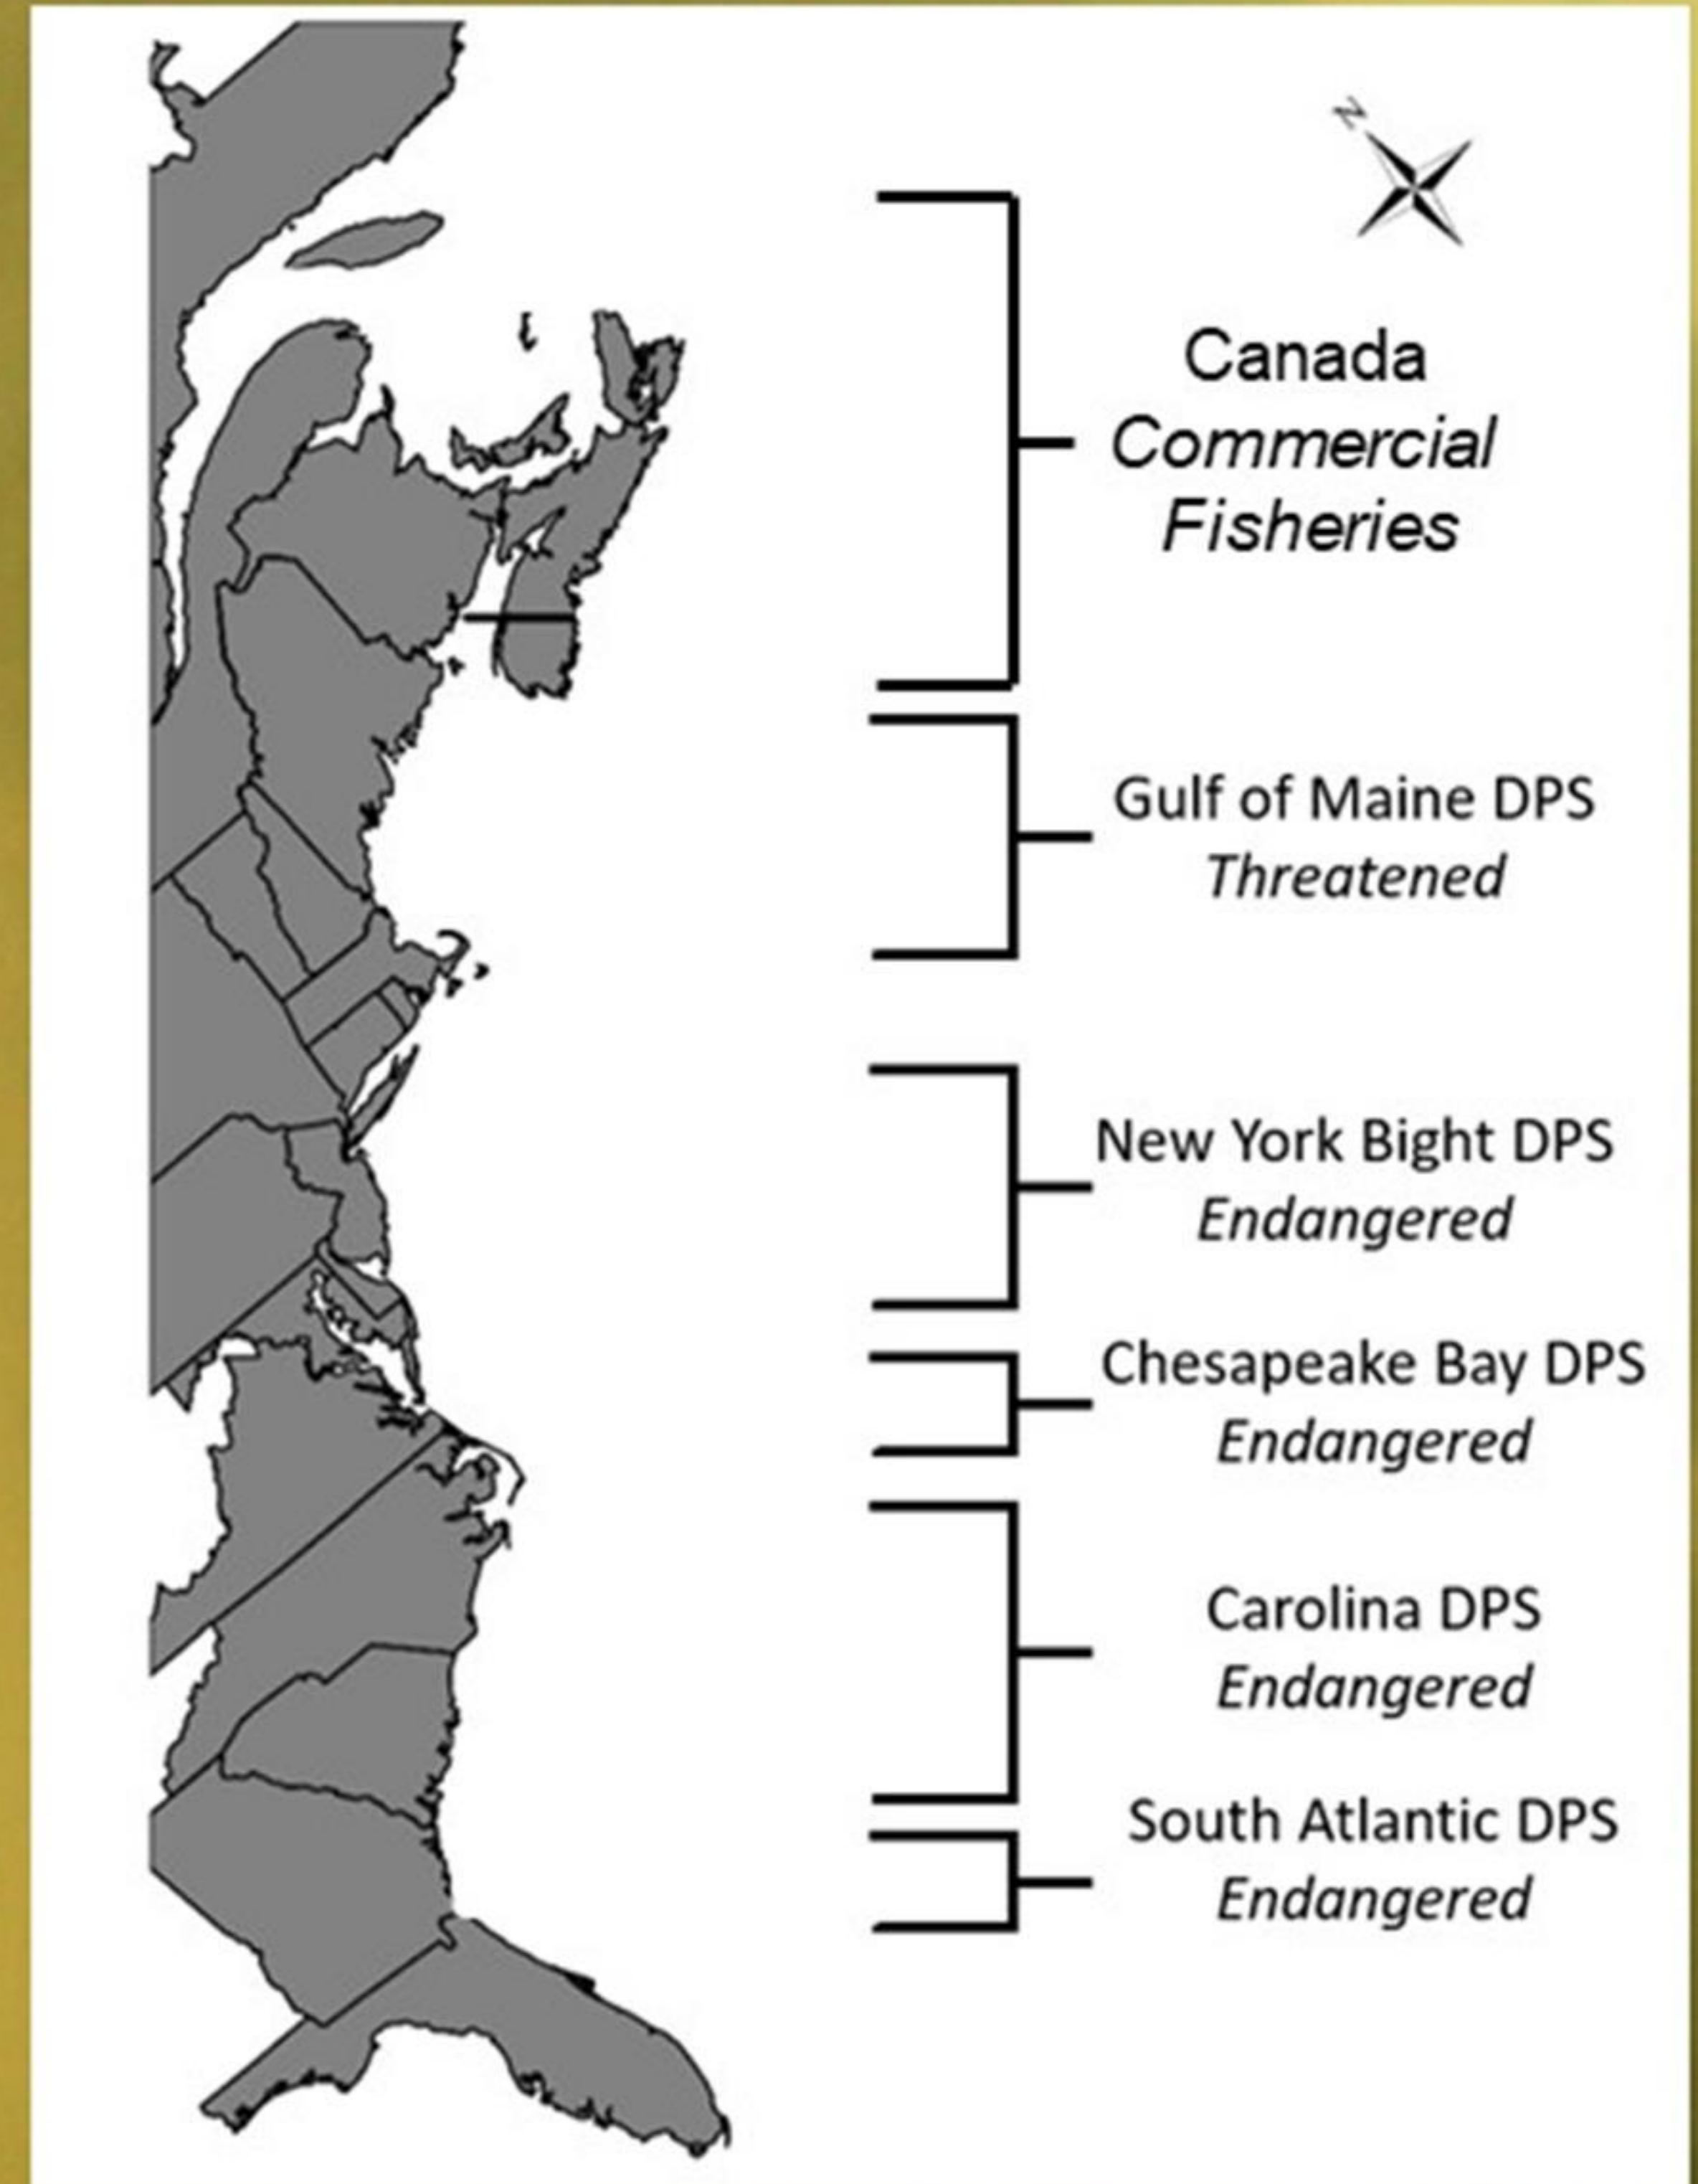 N
Canada
Commercial
Fisheries
Gulf of Maine DPS
Threatened
New York Bight DPS
Endangered
Chesapeake Bay DPS
Endangered
Carolina DPS
Endangered
South Atlantic DPS
Endangered